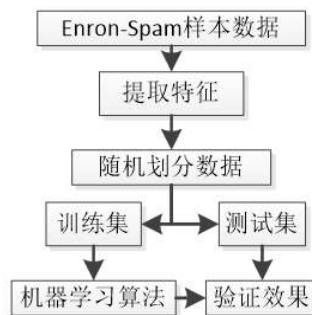 Enron-Spam样本数据
提取特征
随机划分数据
训练集
测试集
机器学习算法
验证效果